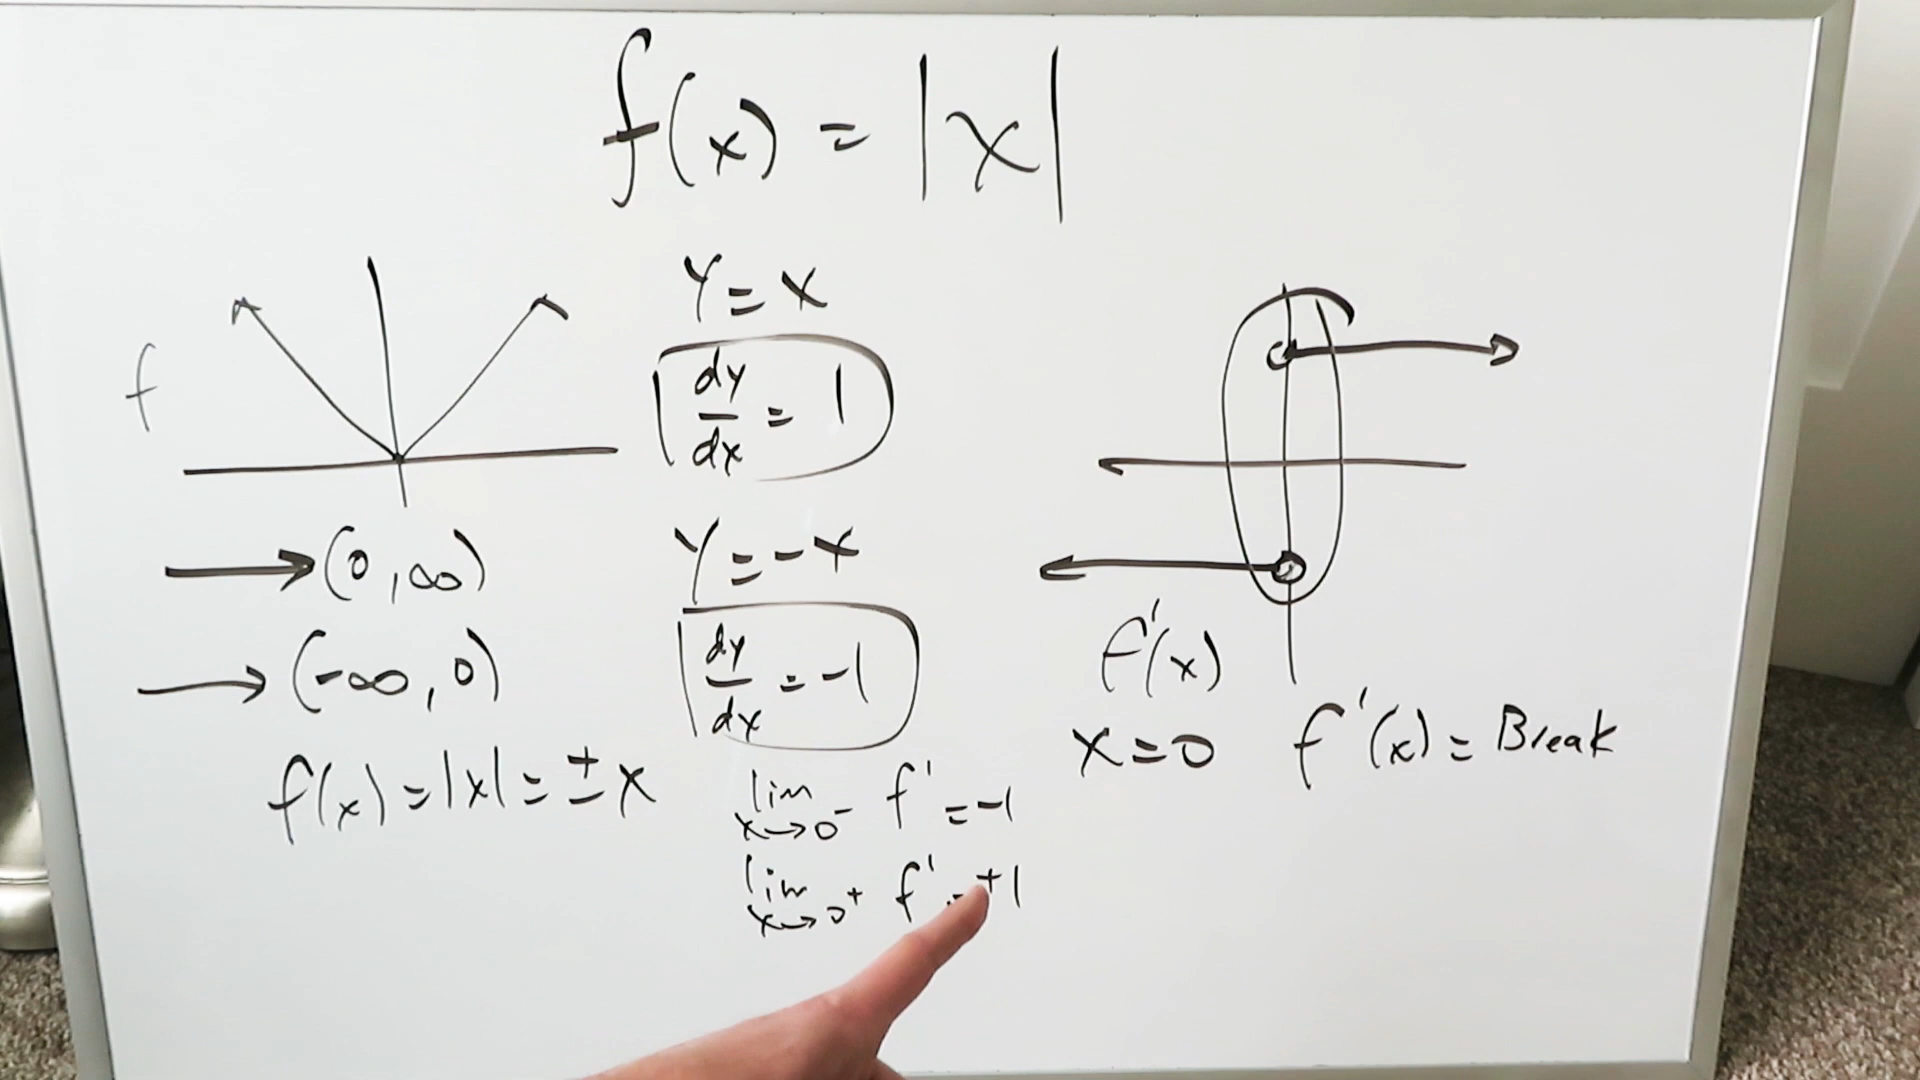 f(x) = |x|
f
y = x
dy/dx = 1
(0, ∞)
y = -x
(-∞, 0)
dy/dx = -1
f'(x)
x = 0 f'(x) = Break
f(x) = |x| = ±x
lim x→0⁻ f' = -1
lim x→0⁺ f' = +1